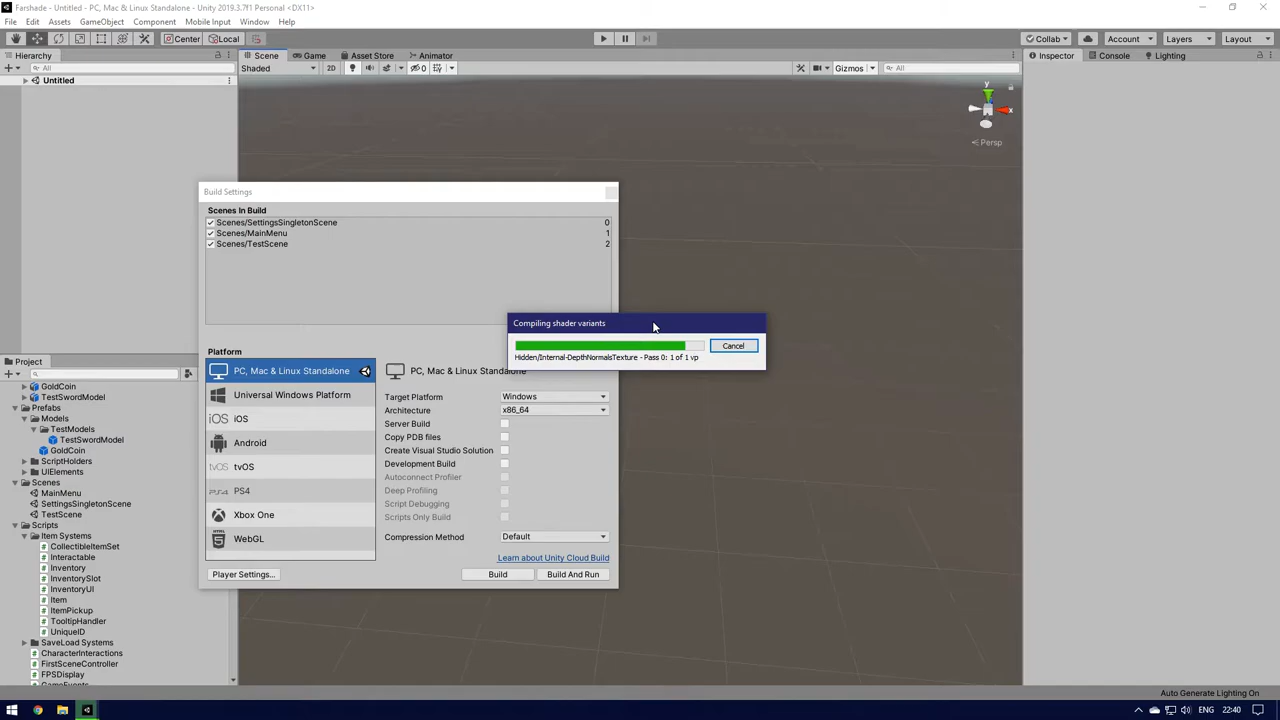 Farshade - Untitled - PC, Mac & Linux Standalone - Unity 2019.3.7f1 Personal <DX11>
File Edit Assets GameObject Component Mobile Input Window Help
Center Local
Collab Account Layers Layout
Hierarchy
All
Untitled
Scene Game Asset Store Animator
Shaded 2D 0 Gizmos All
Inspector Console Lighting
y
x
Persp
Build Settings
Scenes In Build
Scenes/SettingsSingletonScene 0
Scenes/MainMenu 1
Scenes/TestScene 2
Compiling shader variants
Cancel
Hidden/Internal-DepthNormalsTexture - Pass 0: 1 of 1 vp
Platform
PC, Mac & Linux Standalone
Universal Windows Platform
iOS iOS
Android
tvOS tvOS
PS4 PS4
Xbox One
HTML 5 WebGL
PC, Mac & Linux Standalone
Target Platform Windows
Architecture x86_64
Server Build
Copy PDB files
Create Visual Studio Solution
Development Build
Autoconnect Profiler
Deep Profiling
Script Debugging
Scripts Only Build
Compression Method Default
Learn about Unity Cloud Build
Player Settings... Build Build And Run
Project
GoldCoin
TestSwordModel
Prefabs
Models
TestModels
TestSwordModel
GoldCoin
ScriptHolders
UIElements
Scenes
MainMenu
SettingsSingletonScene
TestScene
Scripts
Item Systems
CollectibleItemSet
Interactable
Inventory
InventorySlot
InventoryUI
Item
ItemPickup
TooltipHandler
UniqueID
SaveLoad Systems
CharacterInteractions
FirstSceneController
FPSDisplay
GameEvents
Auto Generate Lighting On
ENG 22:40